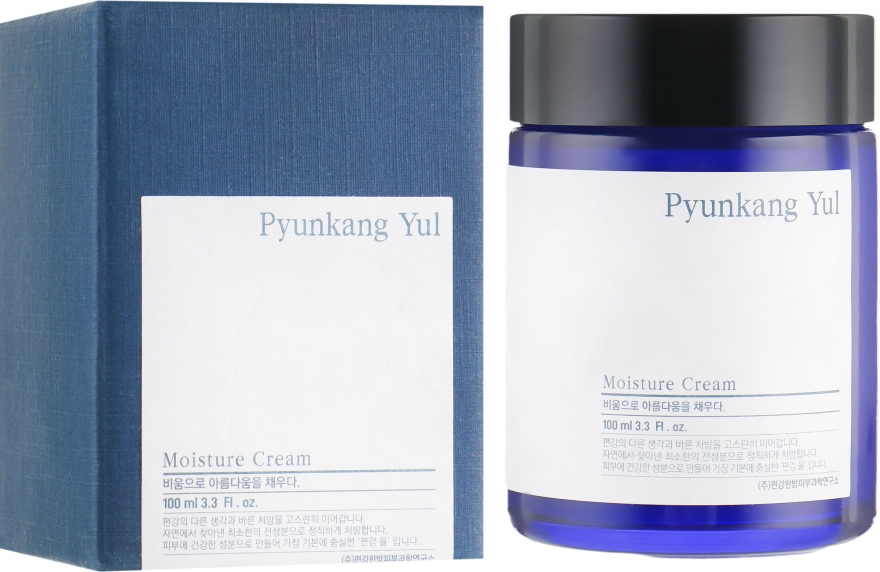 Pyunkang Yul
Moisture Cream
비움으로 아름다움을 채우다.
100 ml 3.3 Fl . oz.
편강의 다른 생각과 바른 처방을 고스란히 이어갑니다.
자연에서 찾아낸 최소한의 전성분으로 정직하게 처방합니다.
피부에 건강한 성분으로 만들어 가장 기본에 충실한 '편강 율' 입니다.
(주)편강한방피부과학연구소
Pyunkang Yul
Moisture Cream
비움으로 아름다움을 채우다.
100 ml 3.3 Fl . oz.
편강의 다른 생각과 바른 처방을 고스란히 이어갑니다.
자연에서 찾아낸 최소한의 전성분으로 정직하게 처방합니다.
피부에 건강한 성분으로 만들어 가장 기본에 충실한 '편강 율' 입니다.
(주)편강한방피부과학연구소